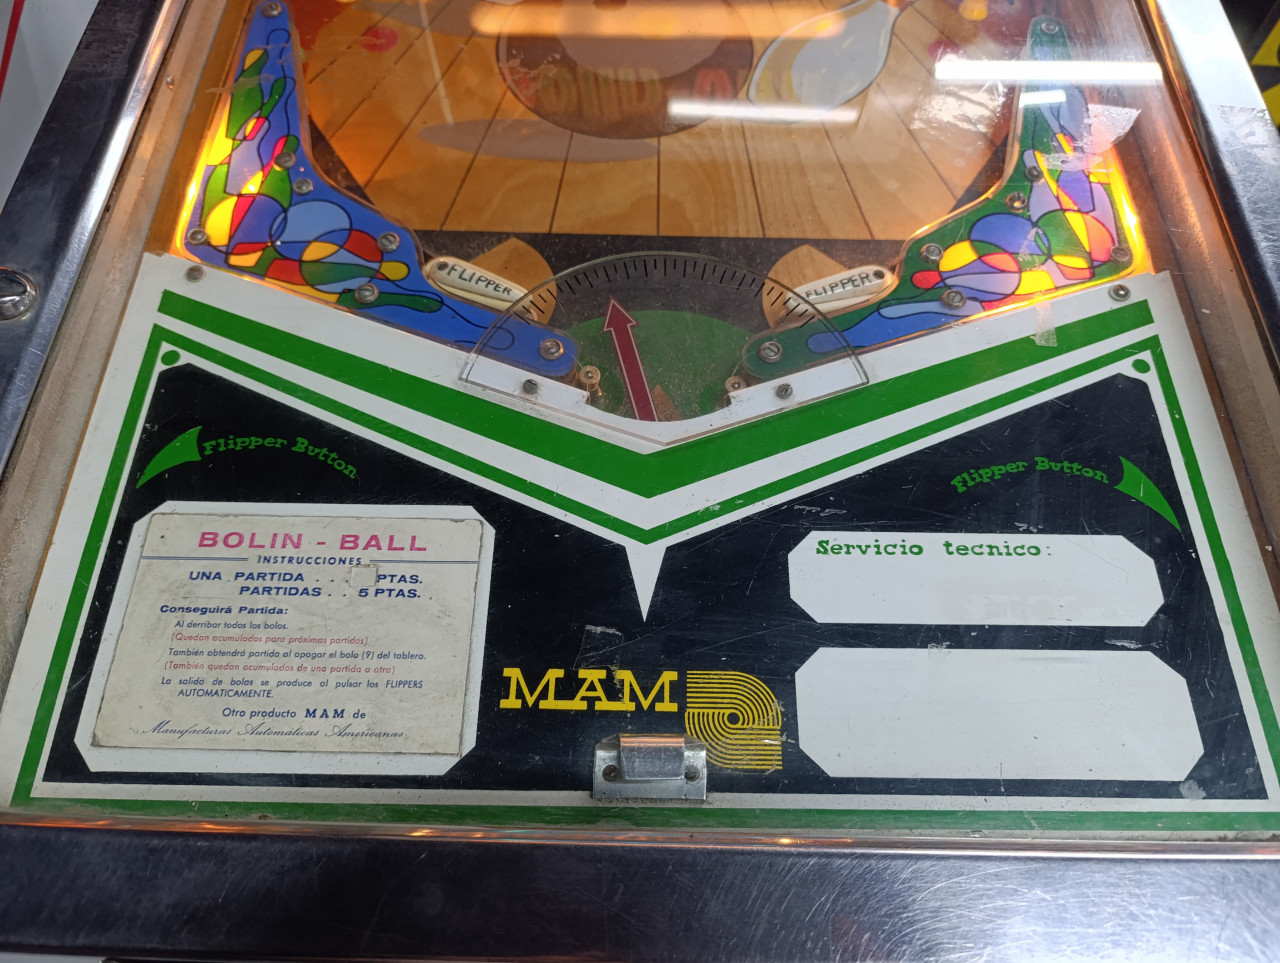 FLIPPER
FLIPPER
Flipper Button
Flipper Button
BOLIN - BALL
INSTRUCCIONES
UNA PARTIDA . . PTAS.
PARTIDAS . . 5 PTAS.
Conseguirá Partida:
Al derribar todos los bolos.
(Quedan acumulados para próximas partidas)
También obtendrá partida al apagar el bolo (9) del tablero.
(También quedan acumulados de una partida a otra)
La salida de bolas se produce al pulsar los FLIPPERS
AUTOMATICAMENTE.
Otro producto MAM de
Manufacturas Automáticas Americanas
Servicio tecnico:
MAM